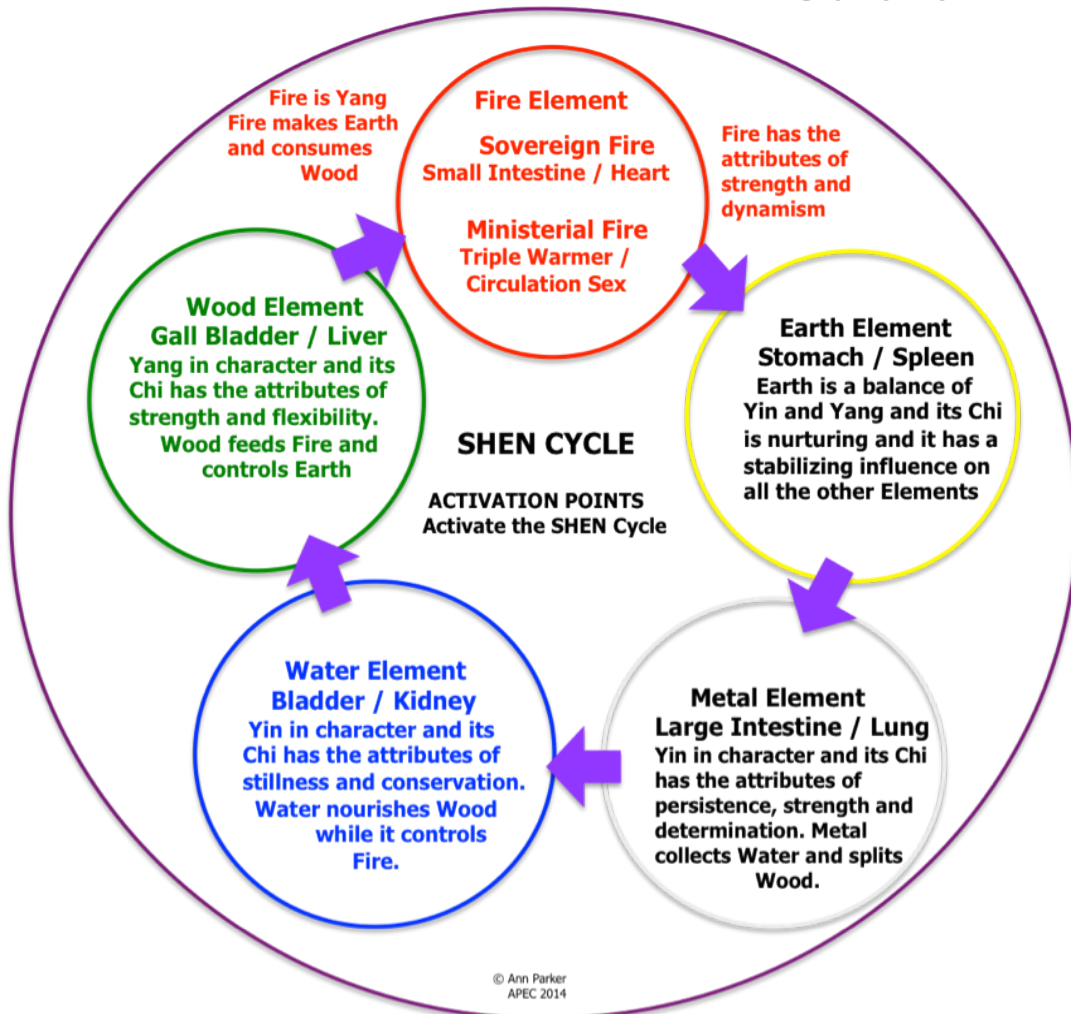 Fire is Yang
Fire makes Earth
and consumes
Wood
Fire Element
Sovereign Fire
Small Intestine / Heart
Ministerial Fire
Triple Warmer /
Circulation Sex
Fire has the
attributes of
strength and
dynamism
Wood Element
Gall Bladder / Liver
Yang in character and its
Chi has the attributes of
strength and flexibility.
Wood feeds Fire and
controls Earth
Earth Element
Stomach / Spleen
Earth is a balance of
Yin and Yang and its Chi
is nurturing and it has a
stabilizing influence on
all the other Elements
SHEN CYCLE
ACTIVATION POINTS
Activate the SHEN Cycle
Water Element
Bladder / Kidney
Yin in character and its
Chi has the attributes of
stillness and conservation.
Water nourishes Wood
while it controls
Fire.
Metal Element
Large Intestine / Lung
Yin in character and its Chi
has the attributes of
persistence, strength and
determination. Metal
collects Water and splits
Wood.
© Ann Parker
APEC 2014